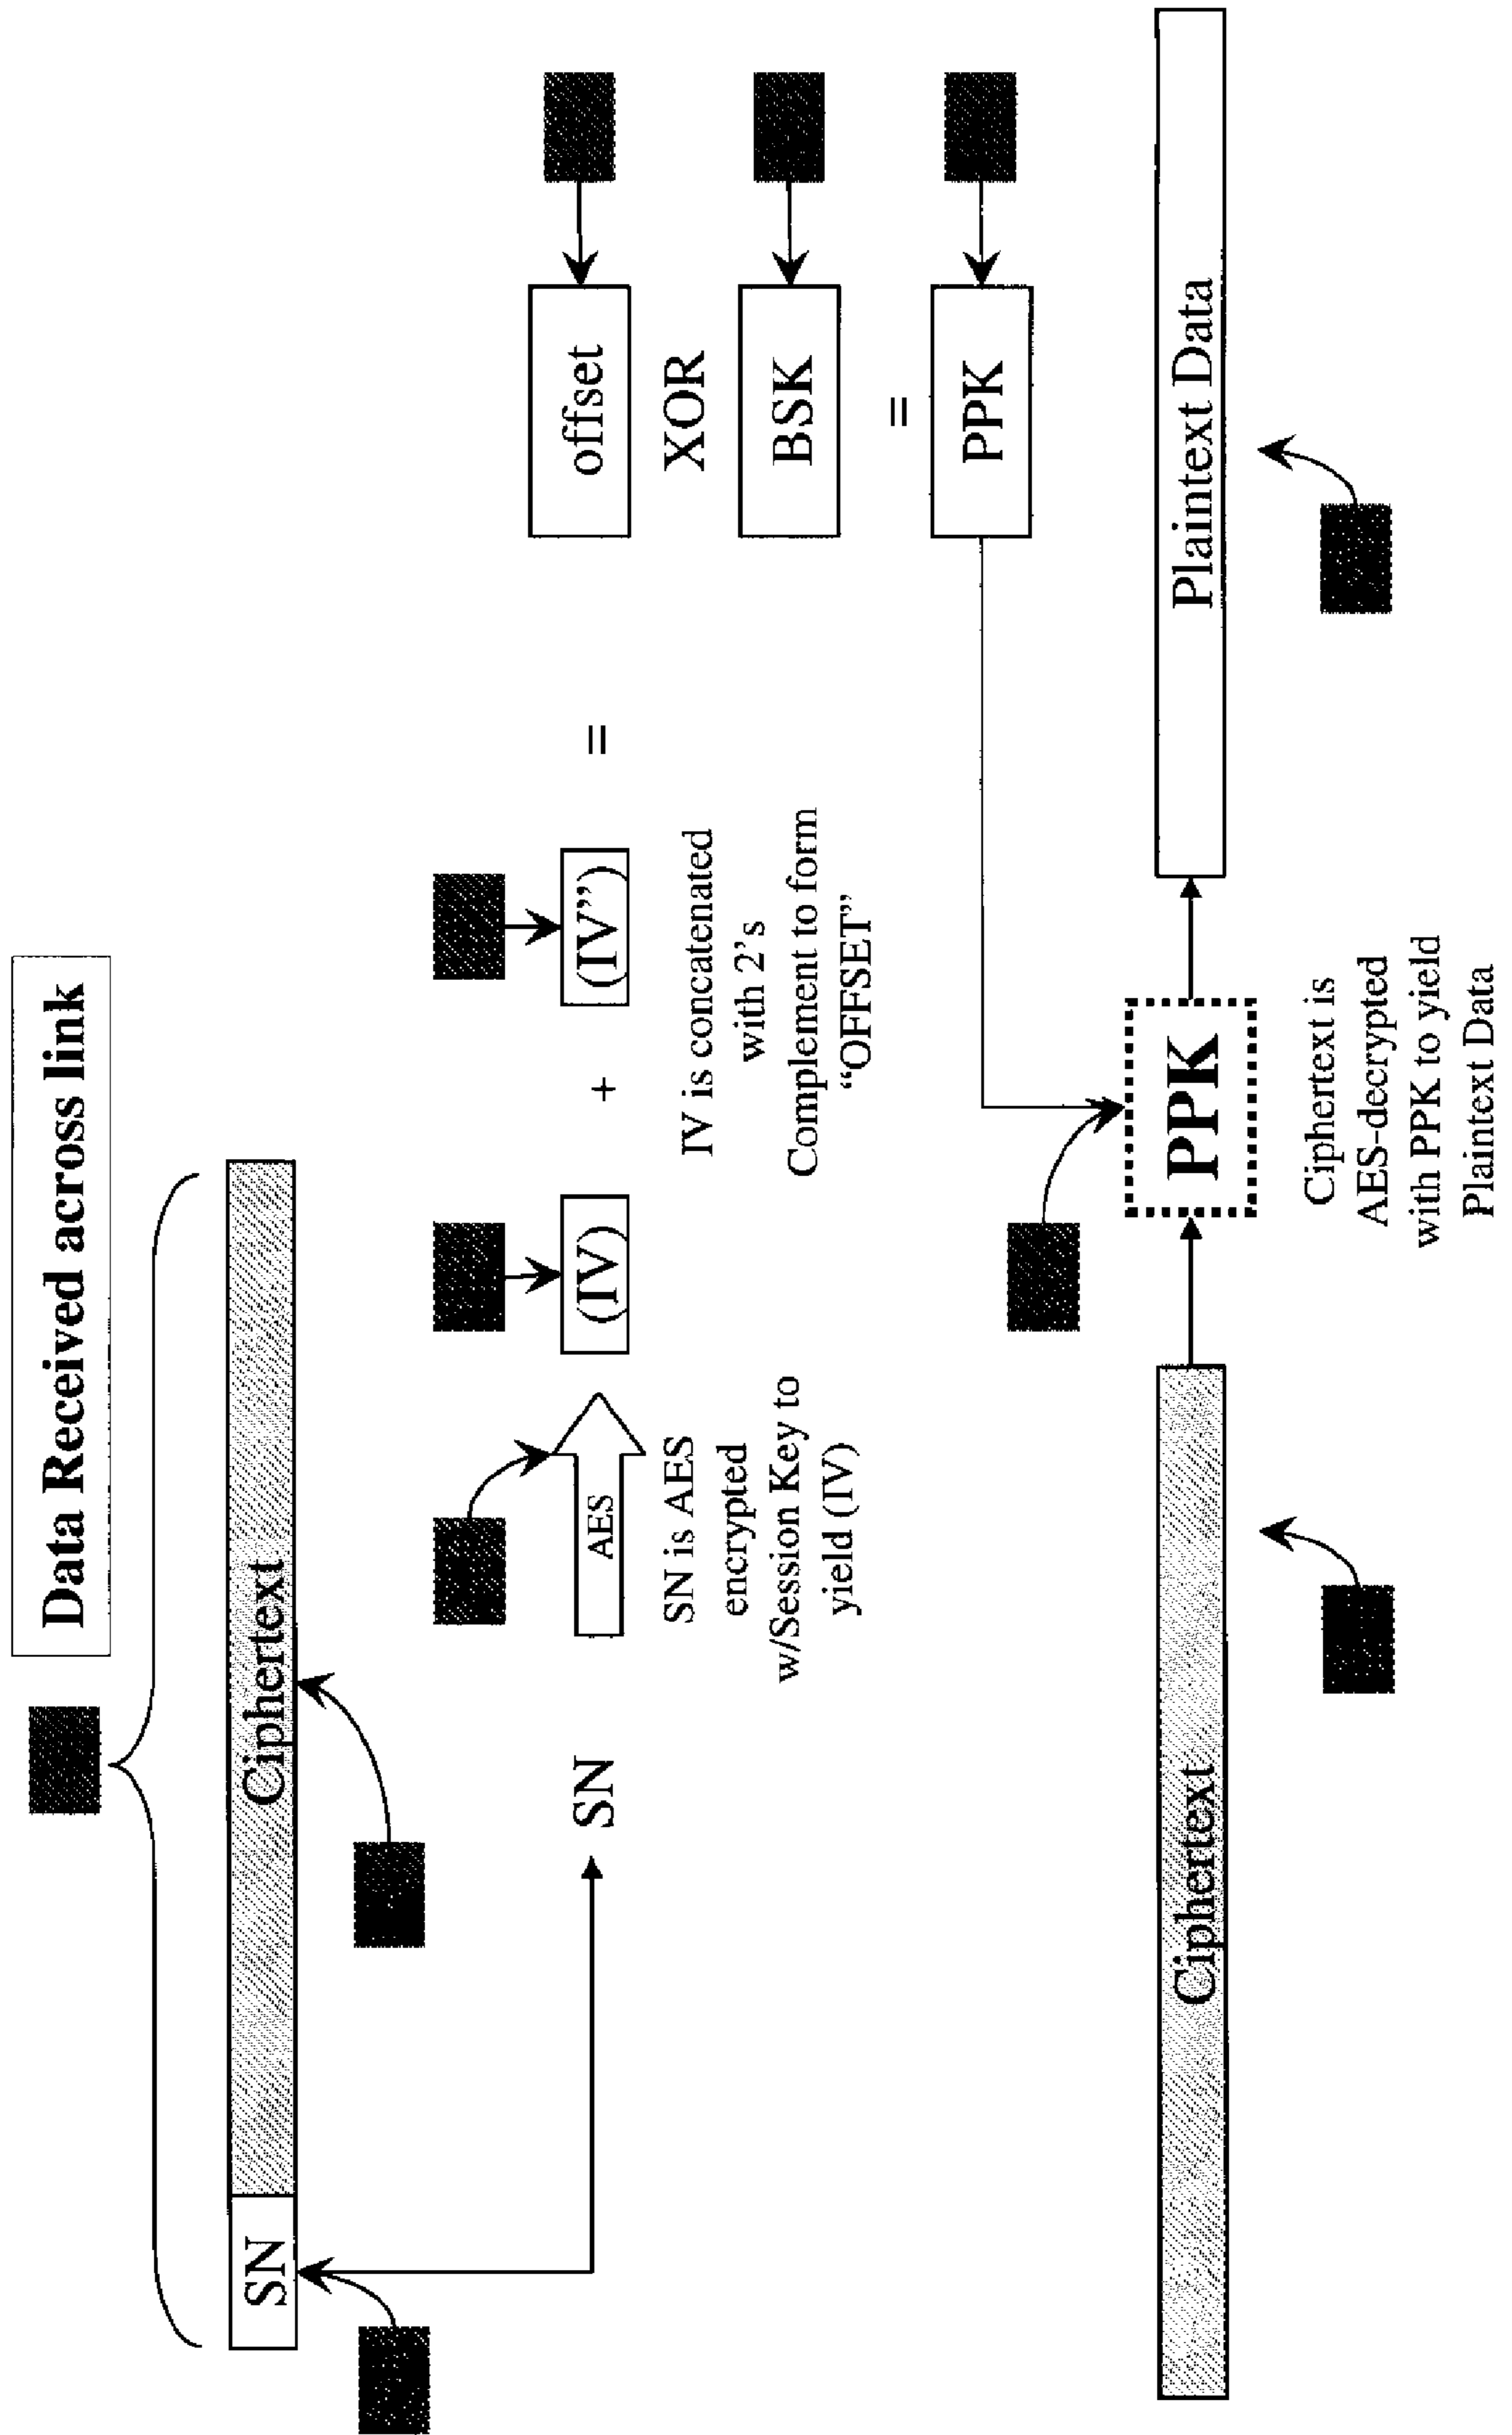 Data Received across link
SN
Ciphertext
SN
AES
SN is AES
encrypted
w/Session Key to
yield (IV)
(IV)
+
(IV”)
IV is concatenated
with 2’s
Complement to form
“OFFSET”
=
offset
XOR
BSK
=
PPK
Ciphertext
PPK
Ciphertext is
AES-decrypted
with PPK to yield
Plaintext Data
Plaintext Data